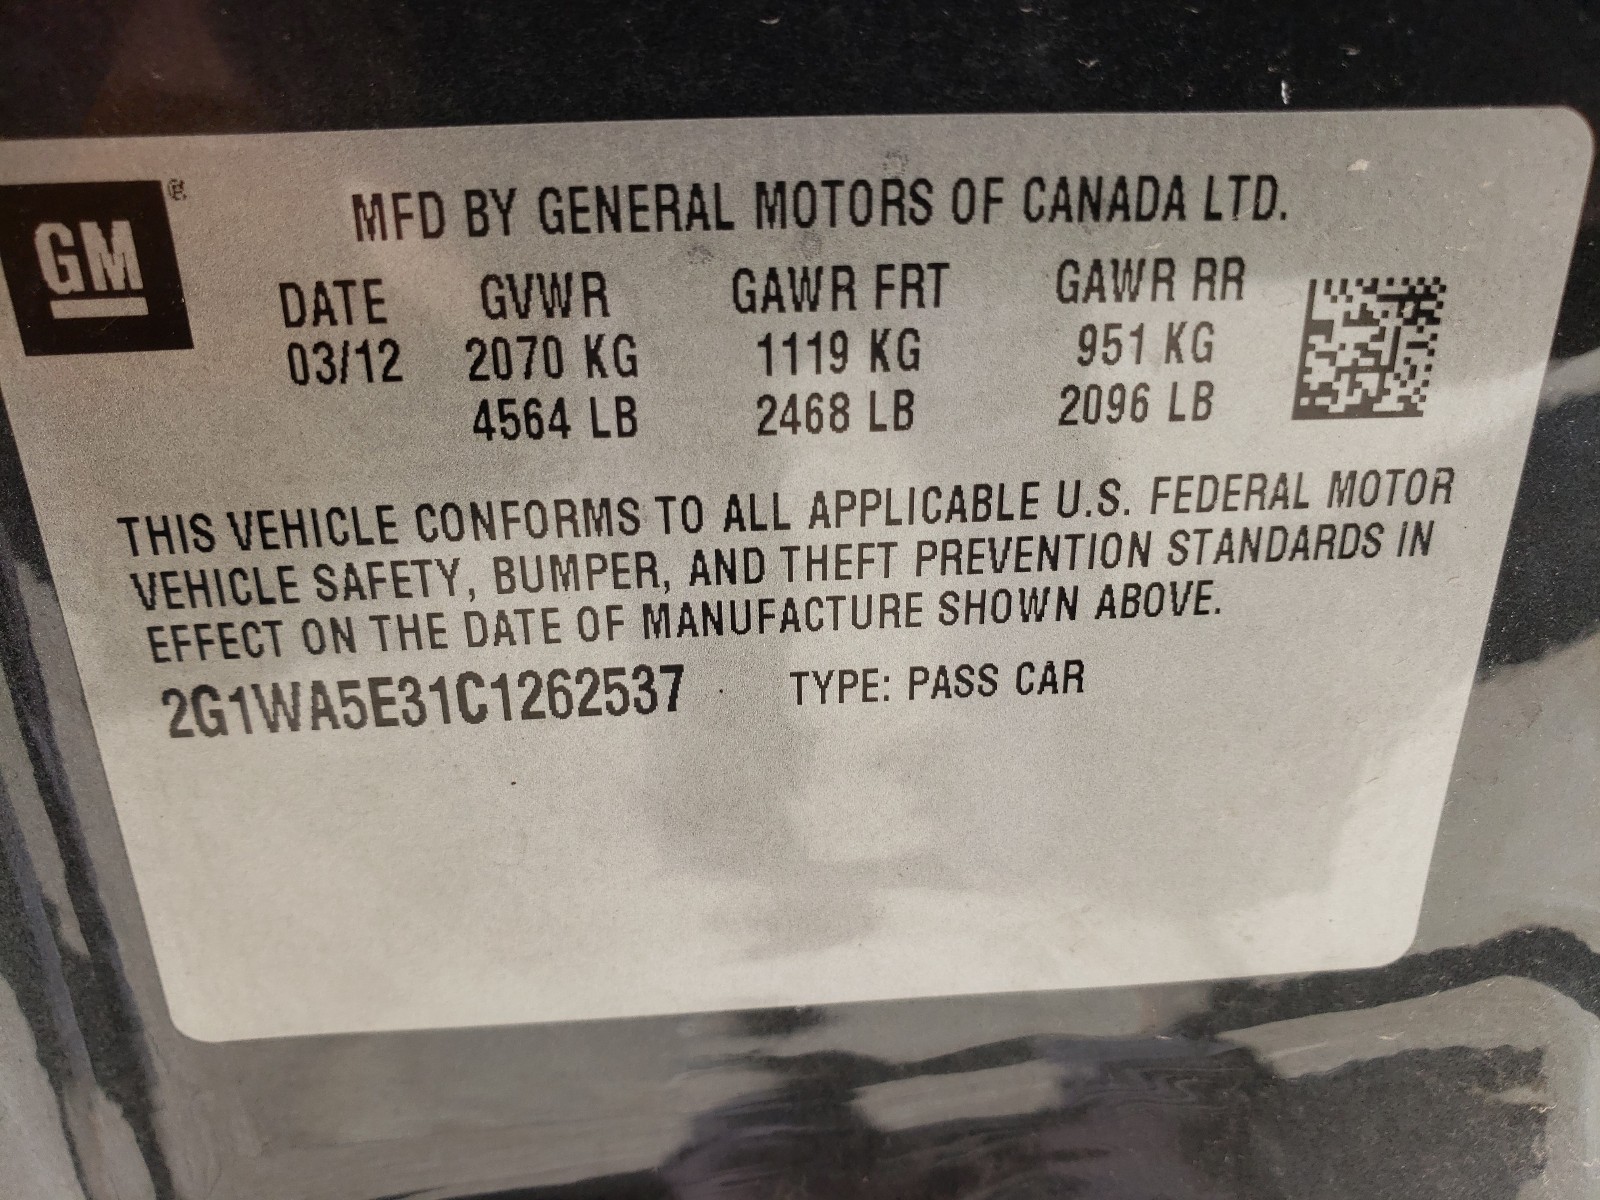 GM ®
MFD BY GENERAL MOTORS OF CANADA LTD.
DATE GVWR GAWR FRT GAWR RR
03/12 2070 KG 1119 KG 951 KG
4564 LB 2468 LB 2096 LB
THIS VEHICLE CONFORMS TO ALL APPLICABLE U.S. FEDERAL MOTOR
VEHICLE SAFETY, BUMPER, AND THEFT PREVENTION STANDARDS IN
EFFECT ON THE DATE OF MANUFACTURE SHOWN ABOVE.
2G1WA5E31C1262537 TYPE: PASS CAR